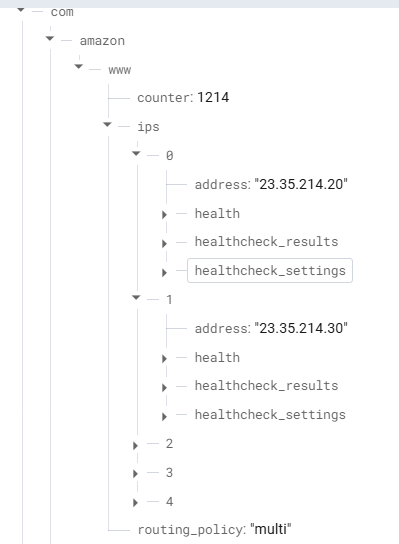 com
amazon
www
counter: 1214
ips
0
address: "23.35.214.20"
health
healthcheck_results
healthcheck_settings
1
address: "23.35.214.30"
health
healthcheck_results
healthcheck_settings
2
3
4
routing_policy: "multi"